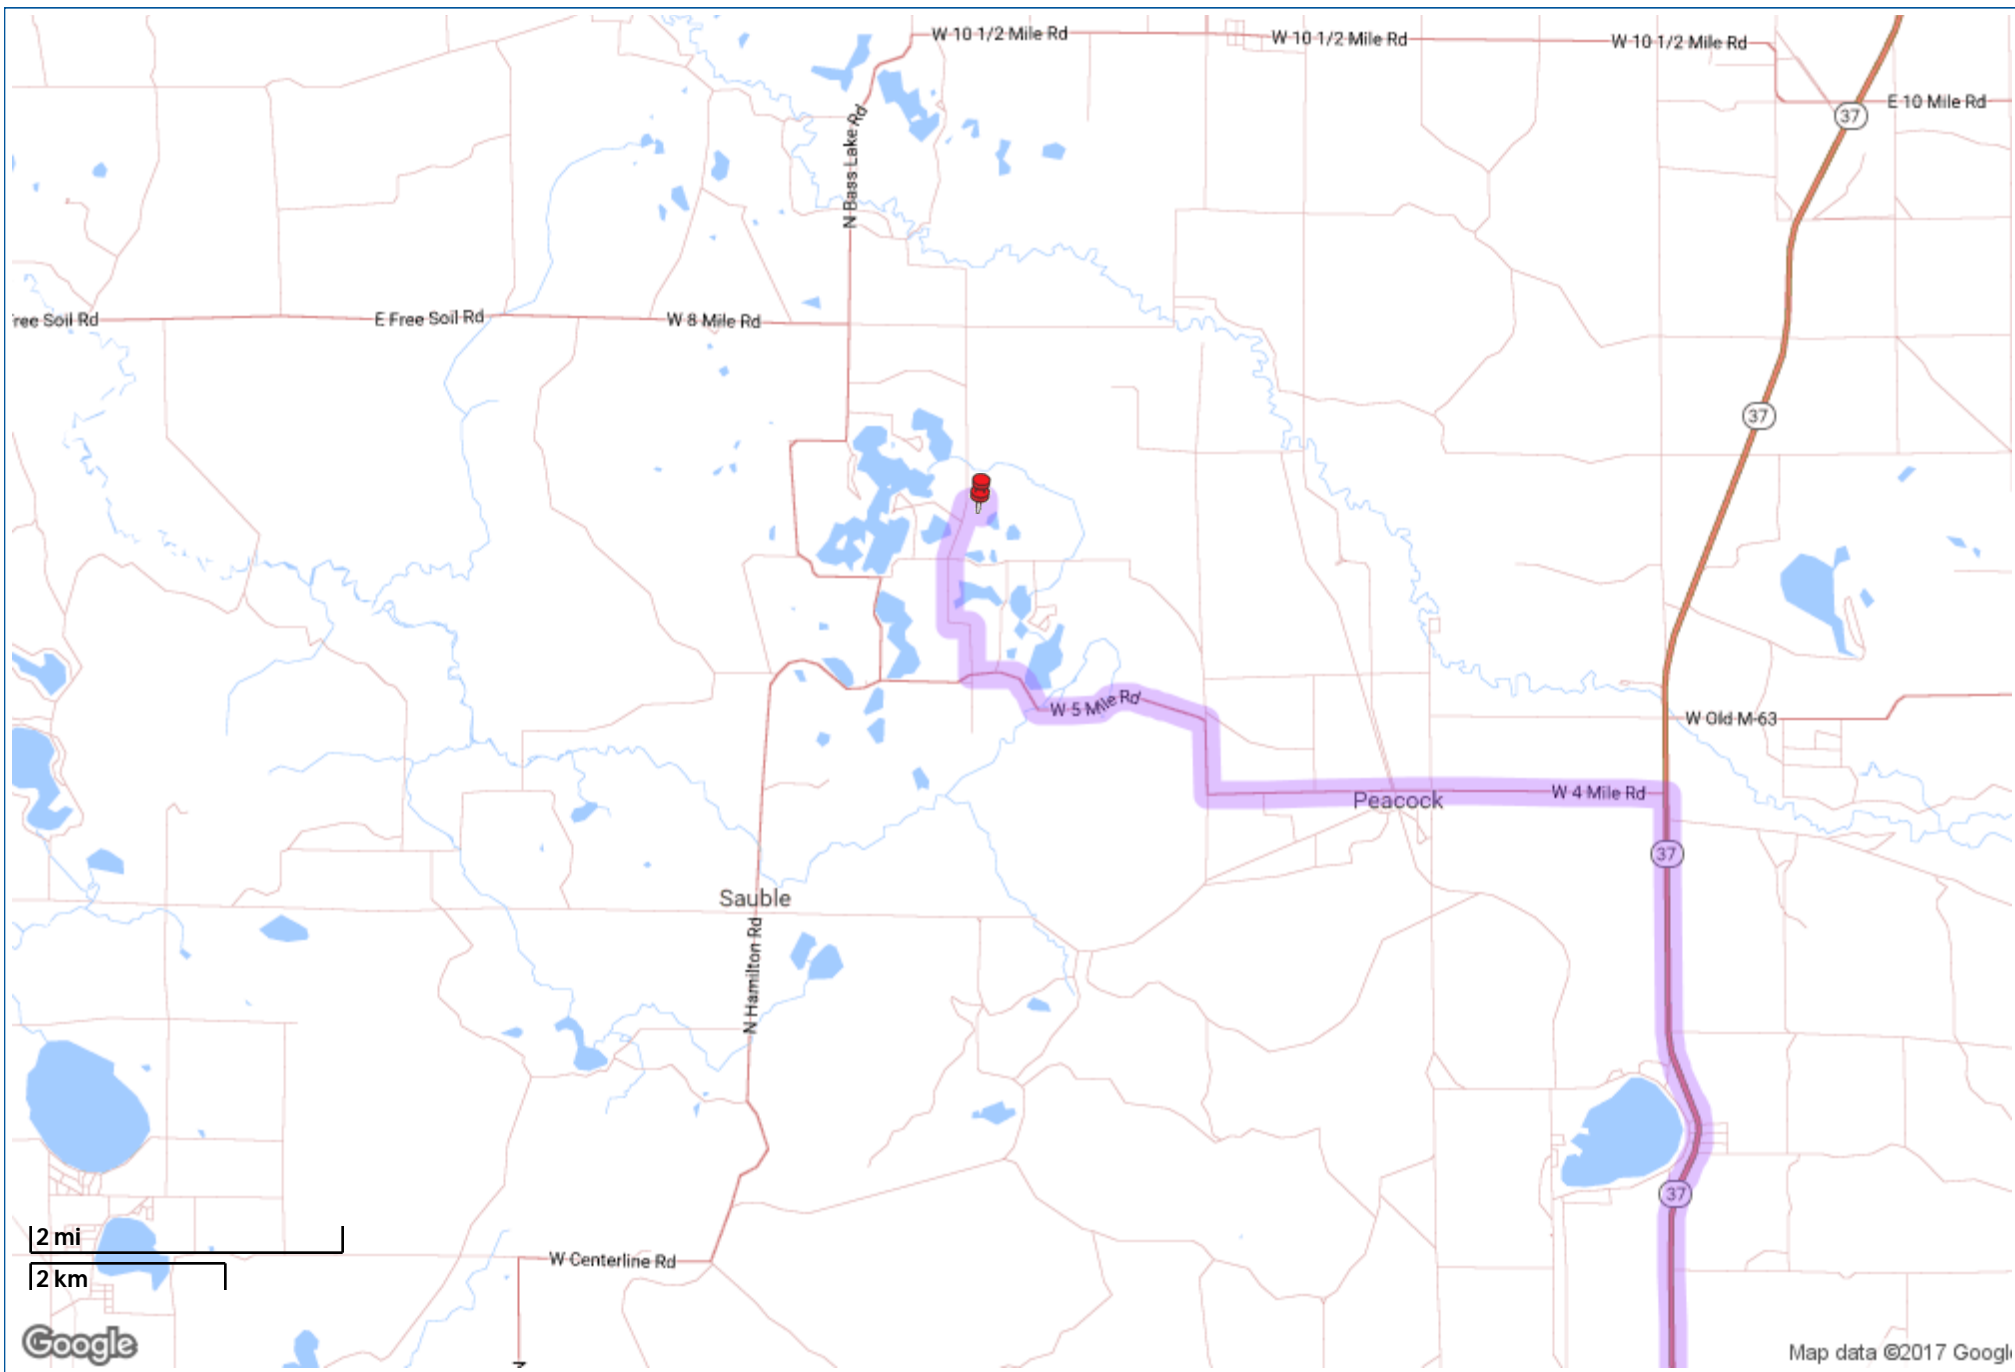 W 10 1/2 Mile Rd
W 10 1/2 Mile Rd
W 10 1/2 Mile Rd
E 10 Mile Rd
37
N Bass Lake Rd
ree Soil Rd
E Free Soil Rd
W 8 Mile Rd
37
W 5 Mile Rd
W Old M-63
Peacock
W 4 Mile Rd
37
Sauble
N Hamilton Rd
37
2 mi
W Centerline Rd
2 km
Google
Map data ©2017 Googl